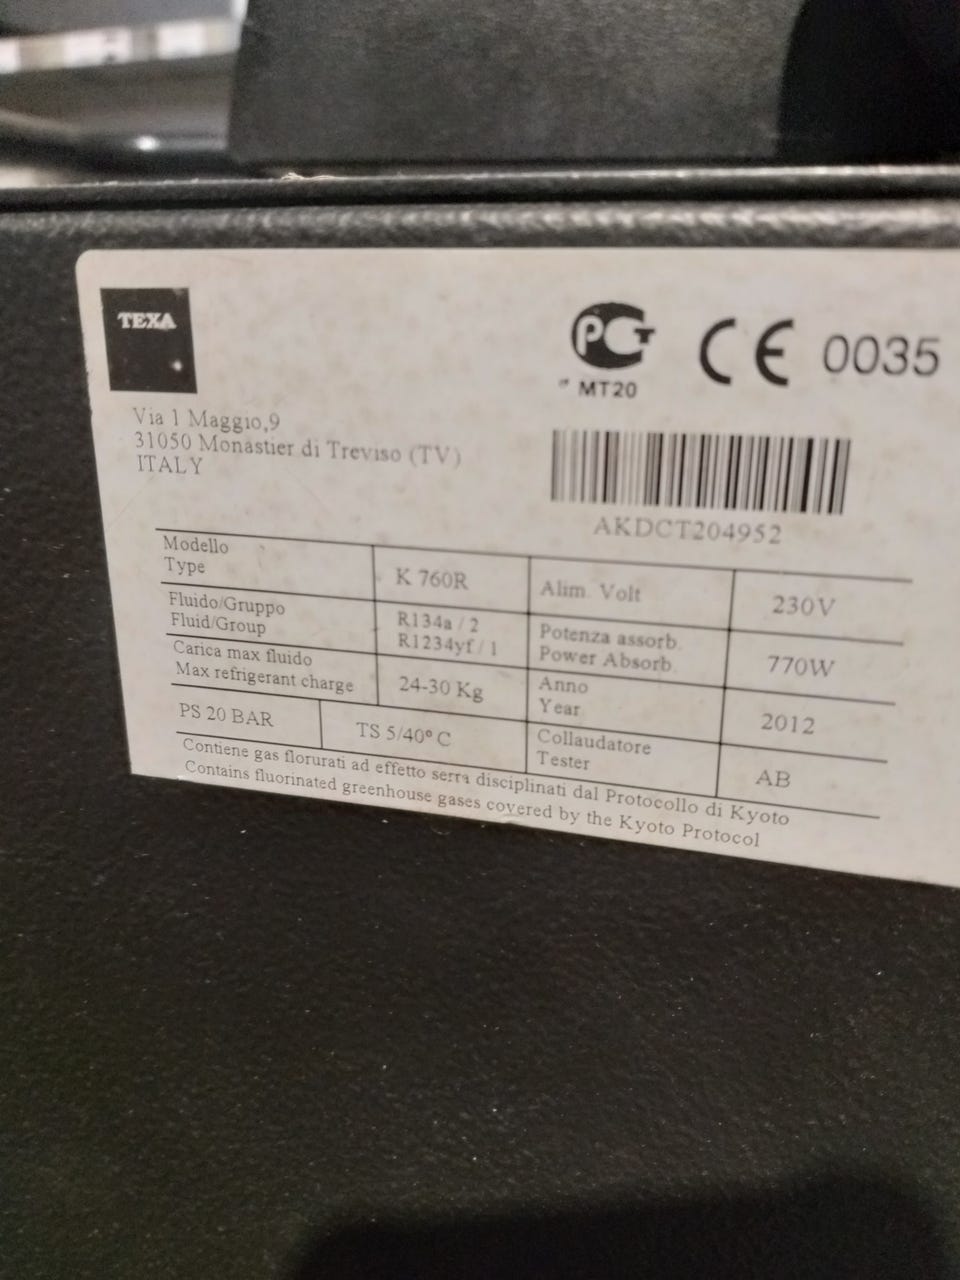 TEXA
PCT
MT20
CE 0035
Via 1 Maggio,9
31050 Monastier di Treviso (TV)
ITALY
AKDCT204952
Modello
Type
K 760R
Alim. Volt
230V
Fluido/Gruppo
Fluid/Group
R134a / 2
R1234yf / 1
Potenza assorb.
Power Absorb.
770W
Carica max fluido
Max refrigerant charge
24-30 Kg
Anno
Year
2012
PS 20 BAR
TS 5/40° C
Collaudatore
Tester
AB
Contiene gas florurati ad effetto serra disciplinati dal Protocollo di Kyoto
Contains fluorinated greenhouse gases covered by the Kyoto Protocol